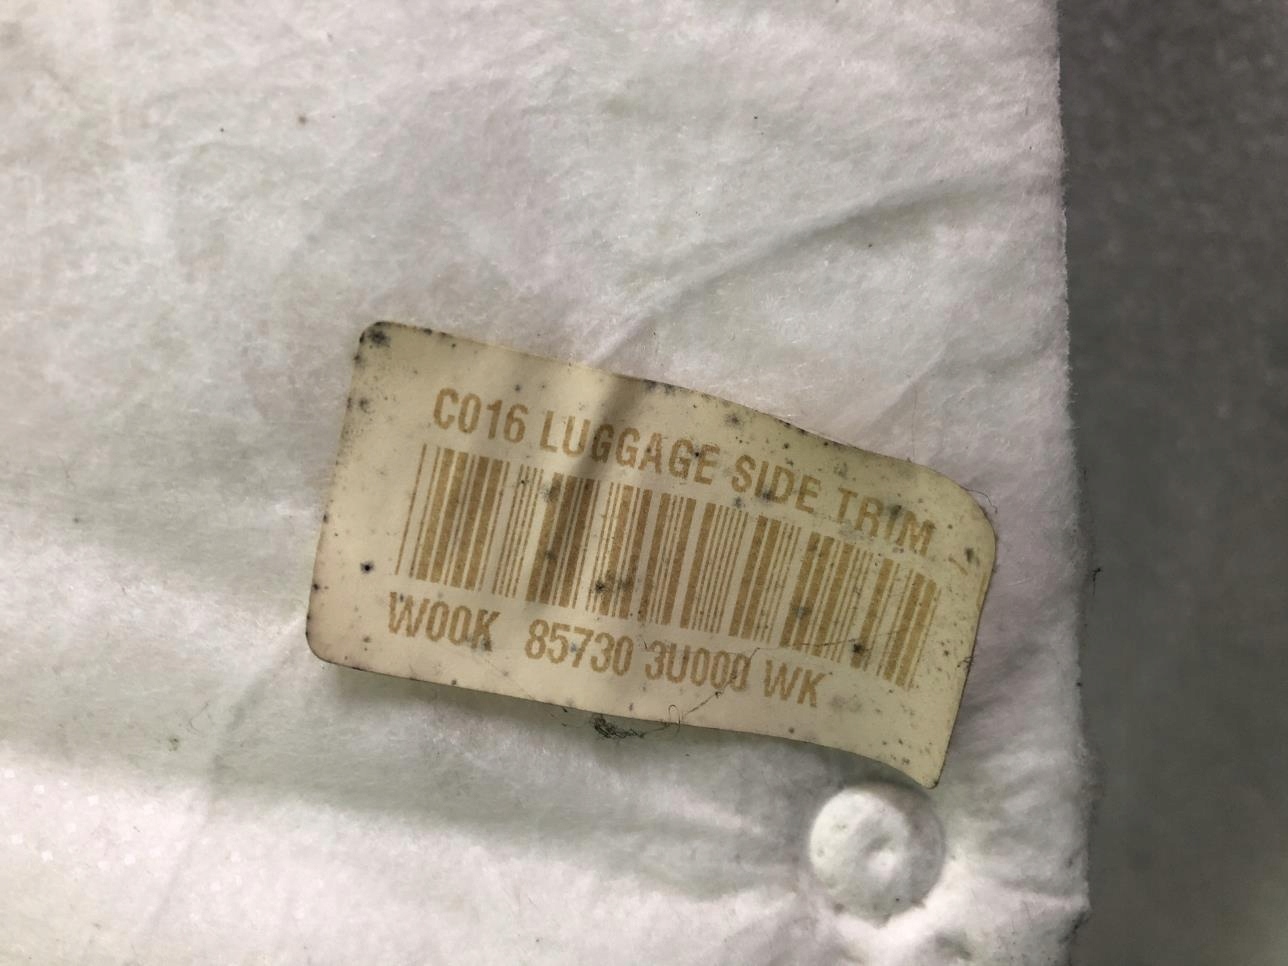 C016 LUGGAGE SIDE TRIM
W00K 85730 3U000 WK